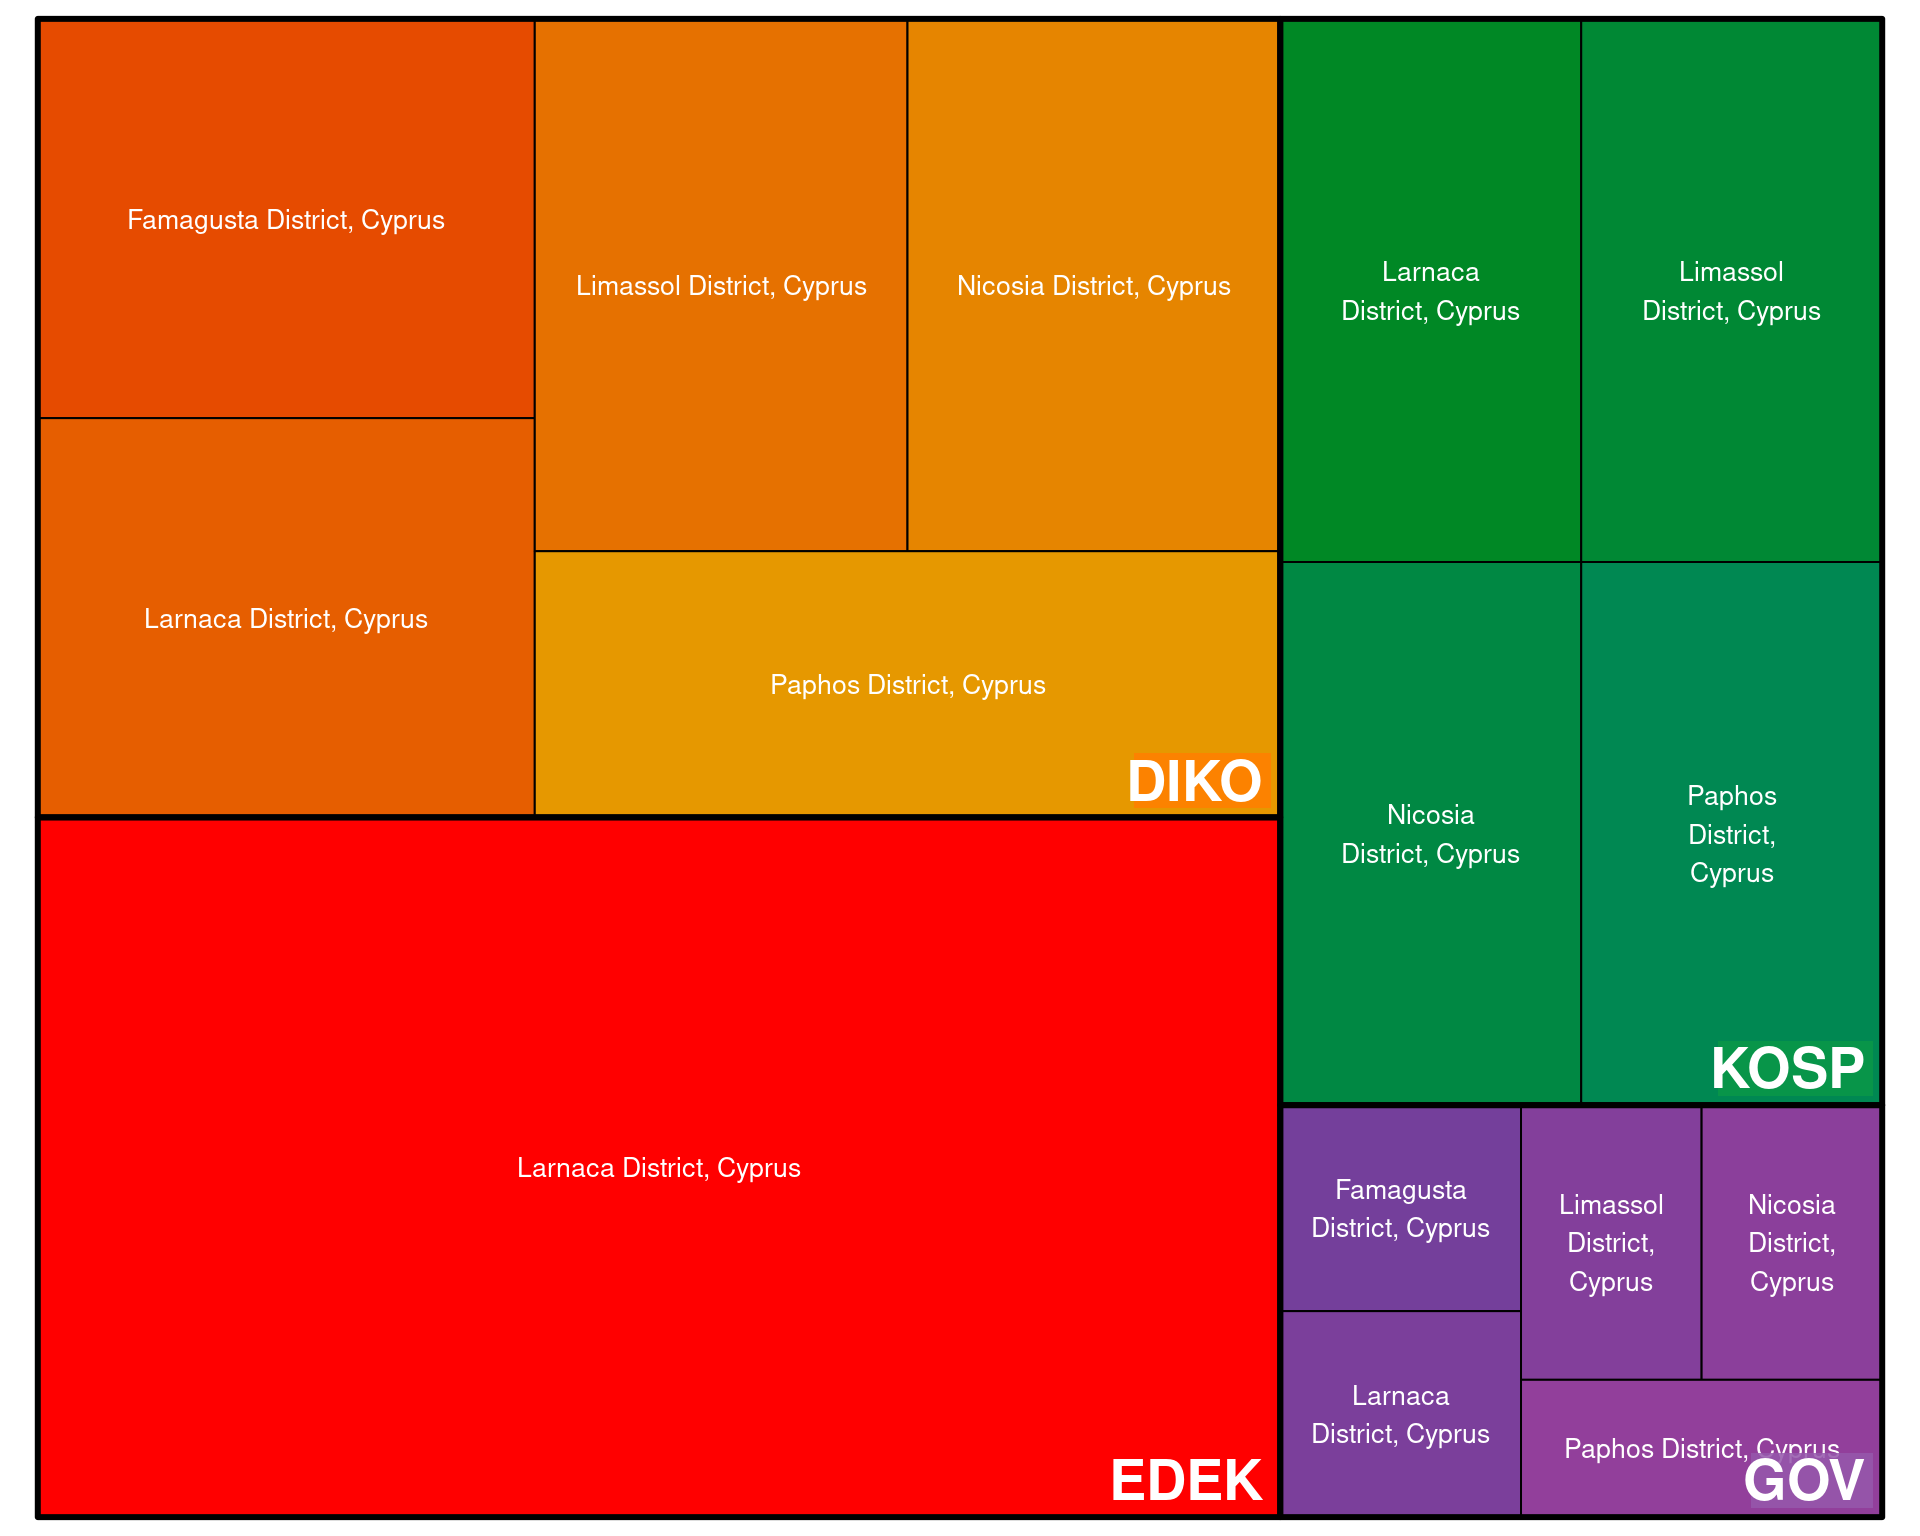 Famagusta District, Cyprus
Limassol District, Cyprus
Nicosia District, Cyprus
Larnaca District, Cyprus
Paphos District, Cyprus
DIKO
Larnaca
District, Cyprus
Limassol
District, Cyprus
Nicosia
District, Cyprus
Paphos
District,
Cyprus
KOSP
Larnaca District, Cyprus
EDEK
Famagusta
District, Cyprus
Limassol
District,
Cyprus
Nicosia
District,
Cyprus
Larnaca
District, Cyprus
Paphos District, Cyprus
GOV